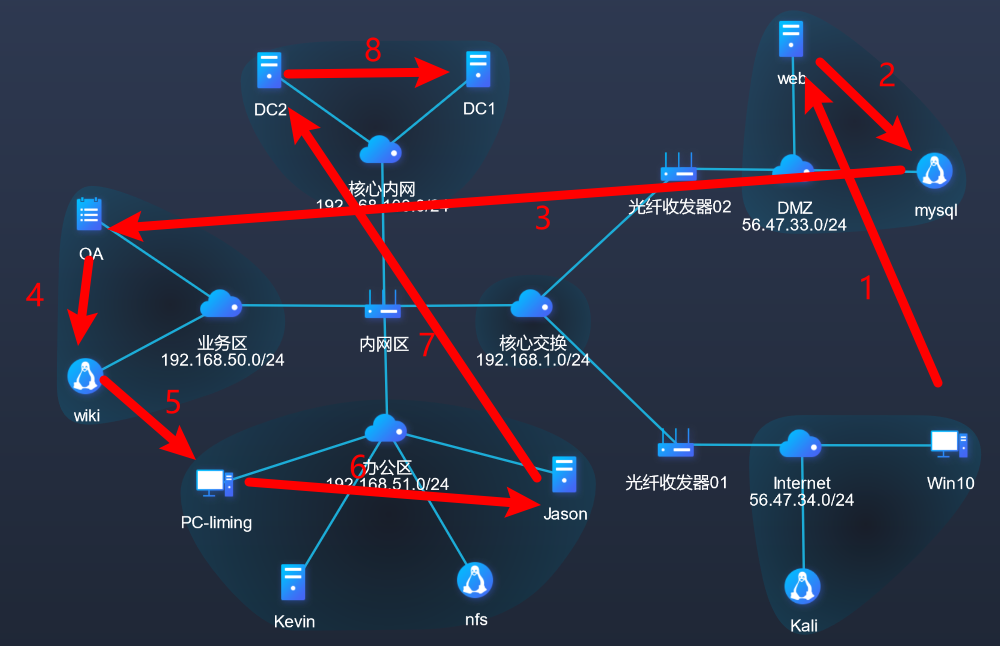 8
2
web
DC2
DC1
核心内网
192.168.100.0/24
光纤收发器02
DMZ
56.47.33.0/24
mysql
3
OA
4
1
业务区
192.168.50.0/24
内网区
7
核心交换
192.168.1.0/24
wiki
5
6
办公区
192.168.51.0/24
光纤收发器01
Internet
56.47.34.0/24
Win10
PC-liming
Jason
Kevin
nfs
Kali